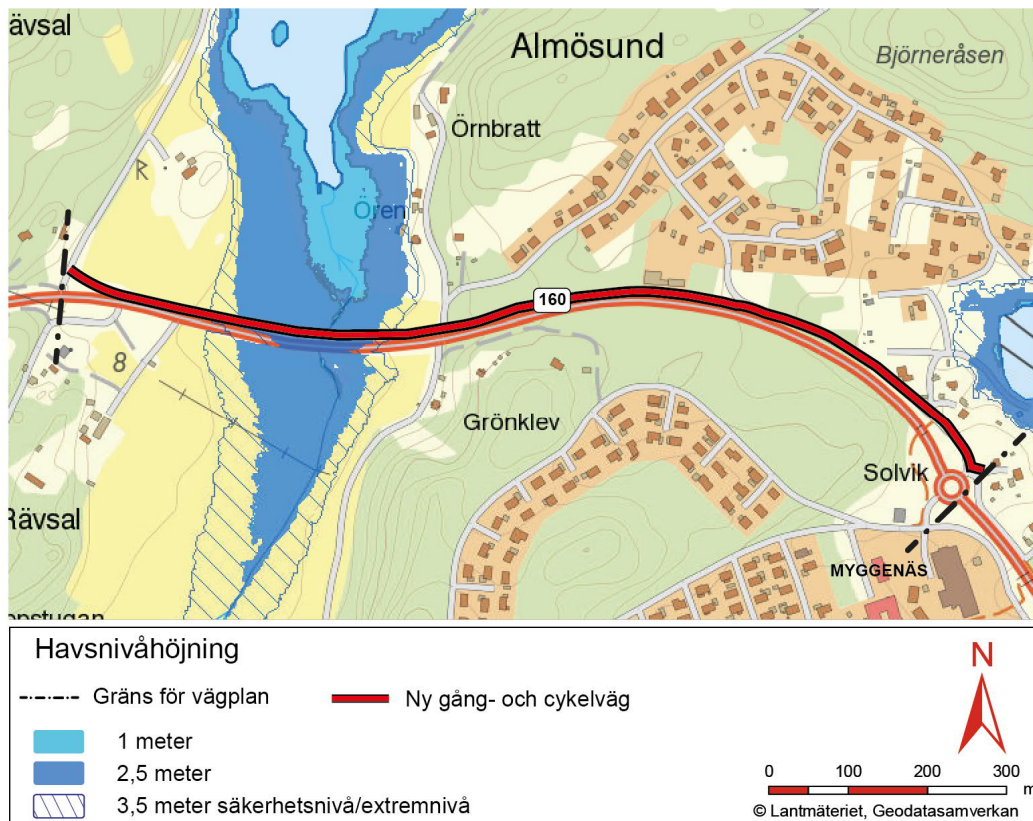 ävsal
Almösund
Björneråsen
Örnbratt
R
Ören
160
8
Grönklev
Solvik
Rävsal
MYGGENÄS
ppstugan
Havsnivåhöjning
Gräns för vägplan
Ny gång- och cykelväg
N
1 meter
2,5 meter
3,5 meter säkerhetsnivå/extremnivå
0 100 200 300
m
© Lantmäteriet, Geodatasamverkan